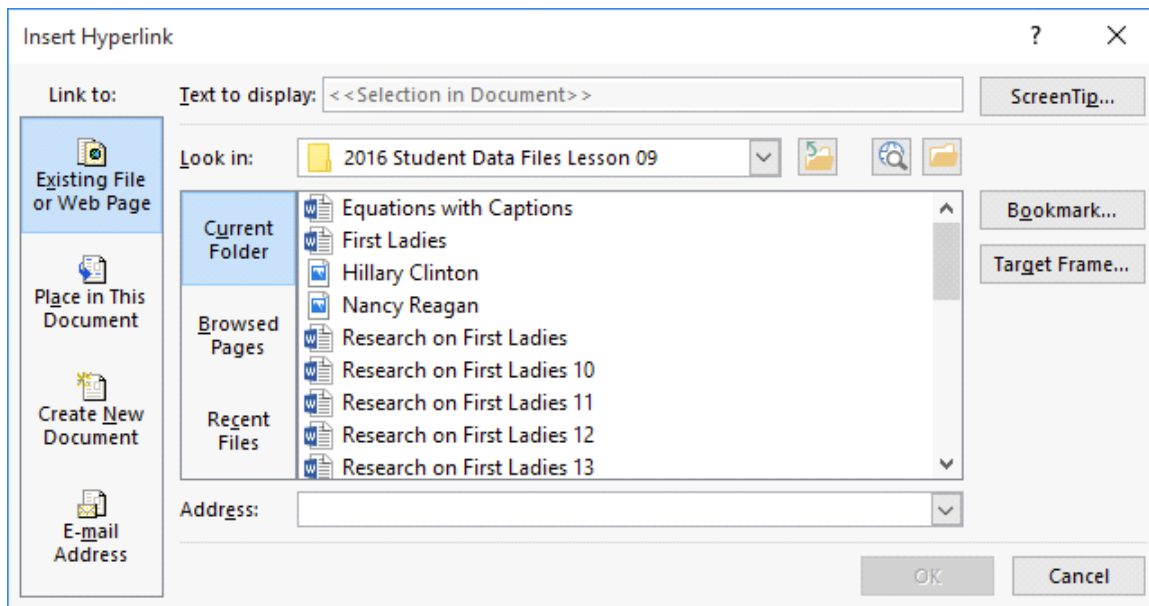 Insert Hyperlink
?
Link to:
Text to display: <<Selection in Document>>
ScreenTip...
Existing File
or Web Page
Look in: 2016 Student Data Files Lesson 09
Current
Folder
Equations with Captions
First Ladies
Hillary Clinton
Nancy Reagan
Research on First Ladies
Research on First Ladies 10
Research on First Ladies 11
Research on First Ladies 12
Research on First Ladies 13
Bookmark...
Target Frame...
Place in This
Document
Browsed
Pages
Create New
Document
Recent
Files
E-mail
Address
Address:
OK
Cancel